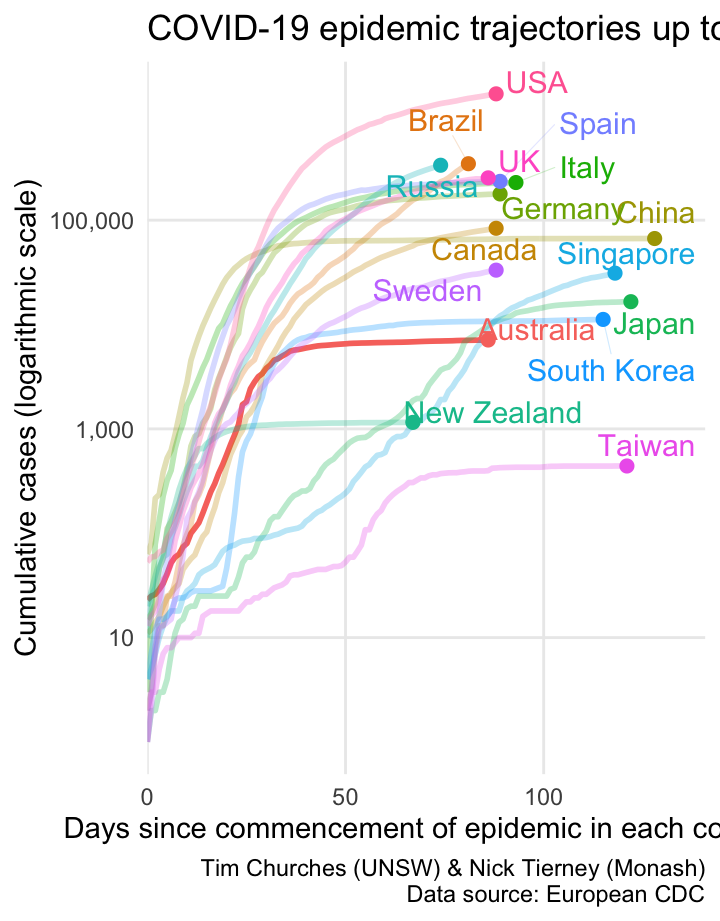 COVID-19 epidemic trajectories up to
USA
Brazil
Spain
UK
Italy
Russia
Germany
China
100,000
Canada
Singapore
Sweden
Australia
Japan
South Korea
New Zealand
1,000
Taiwan
10
Cumulative cases (logarithmic scale)
0 50 100
Days since commencement of epidemic in each co
Tim Churches (UNSW) & Nick Tierney (Monash)
Data source: European CDC